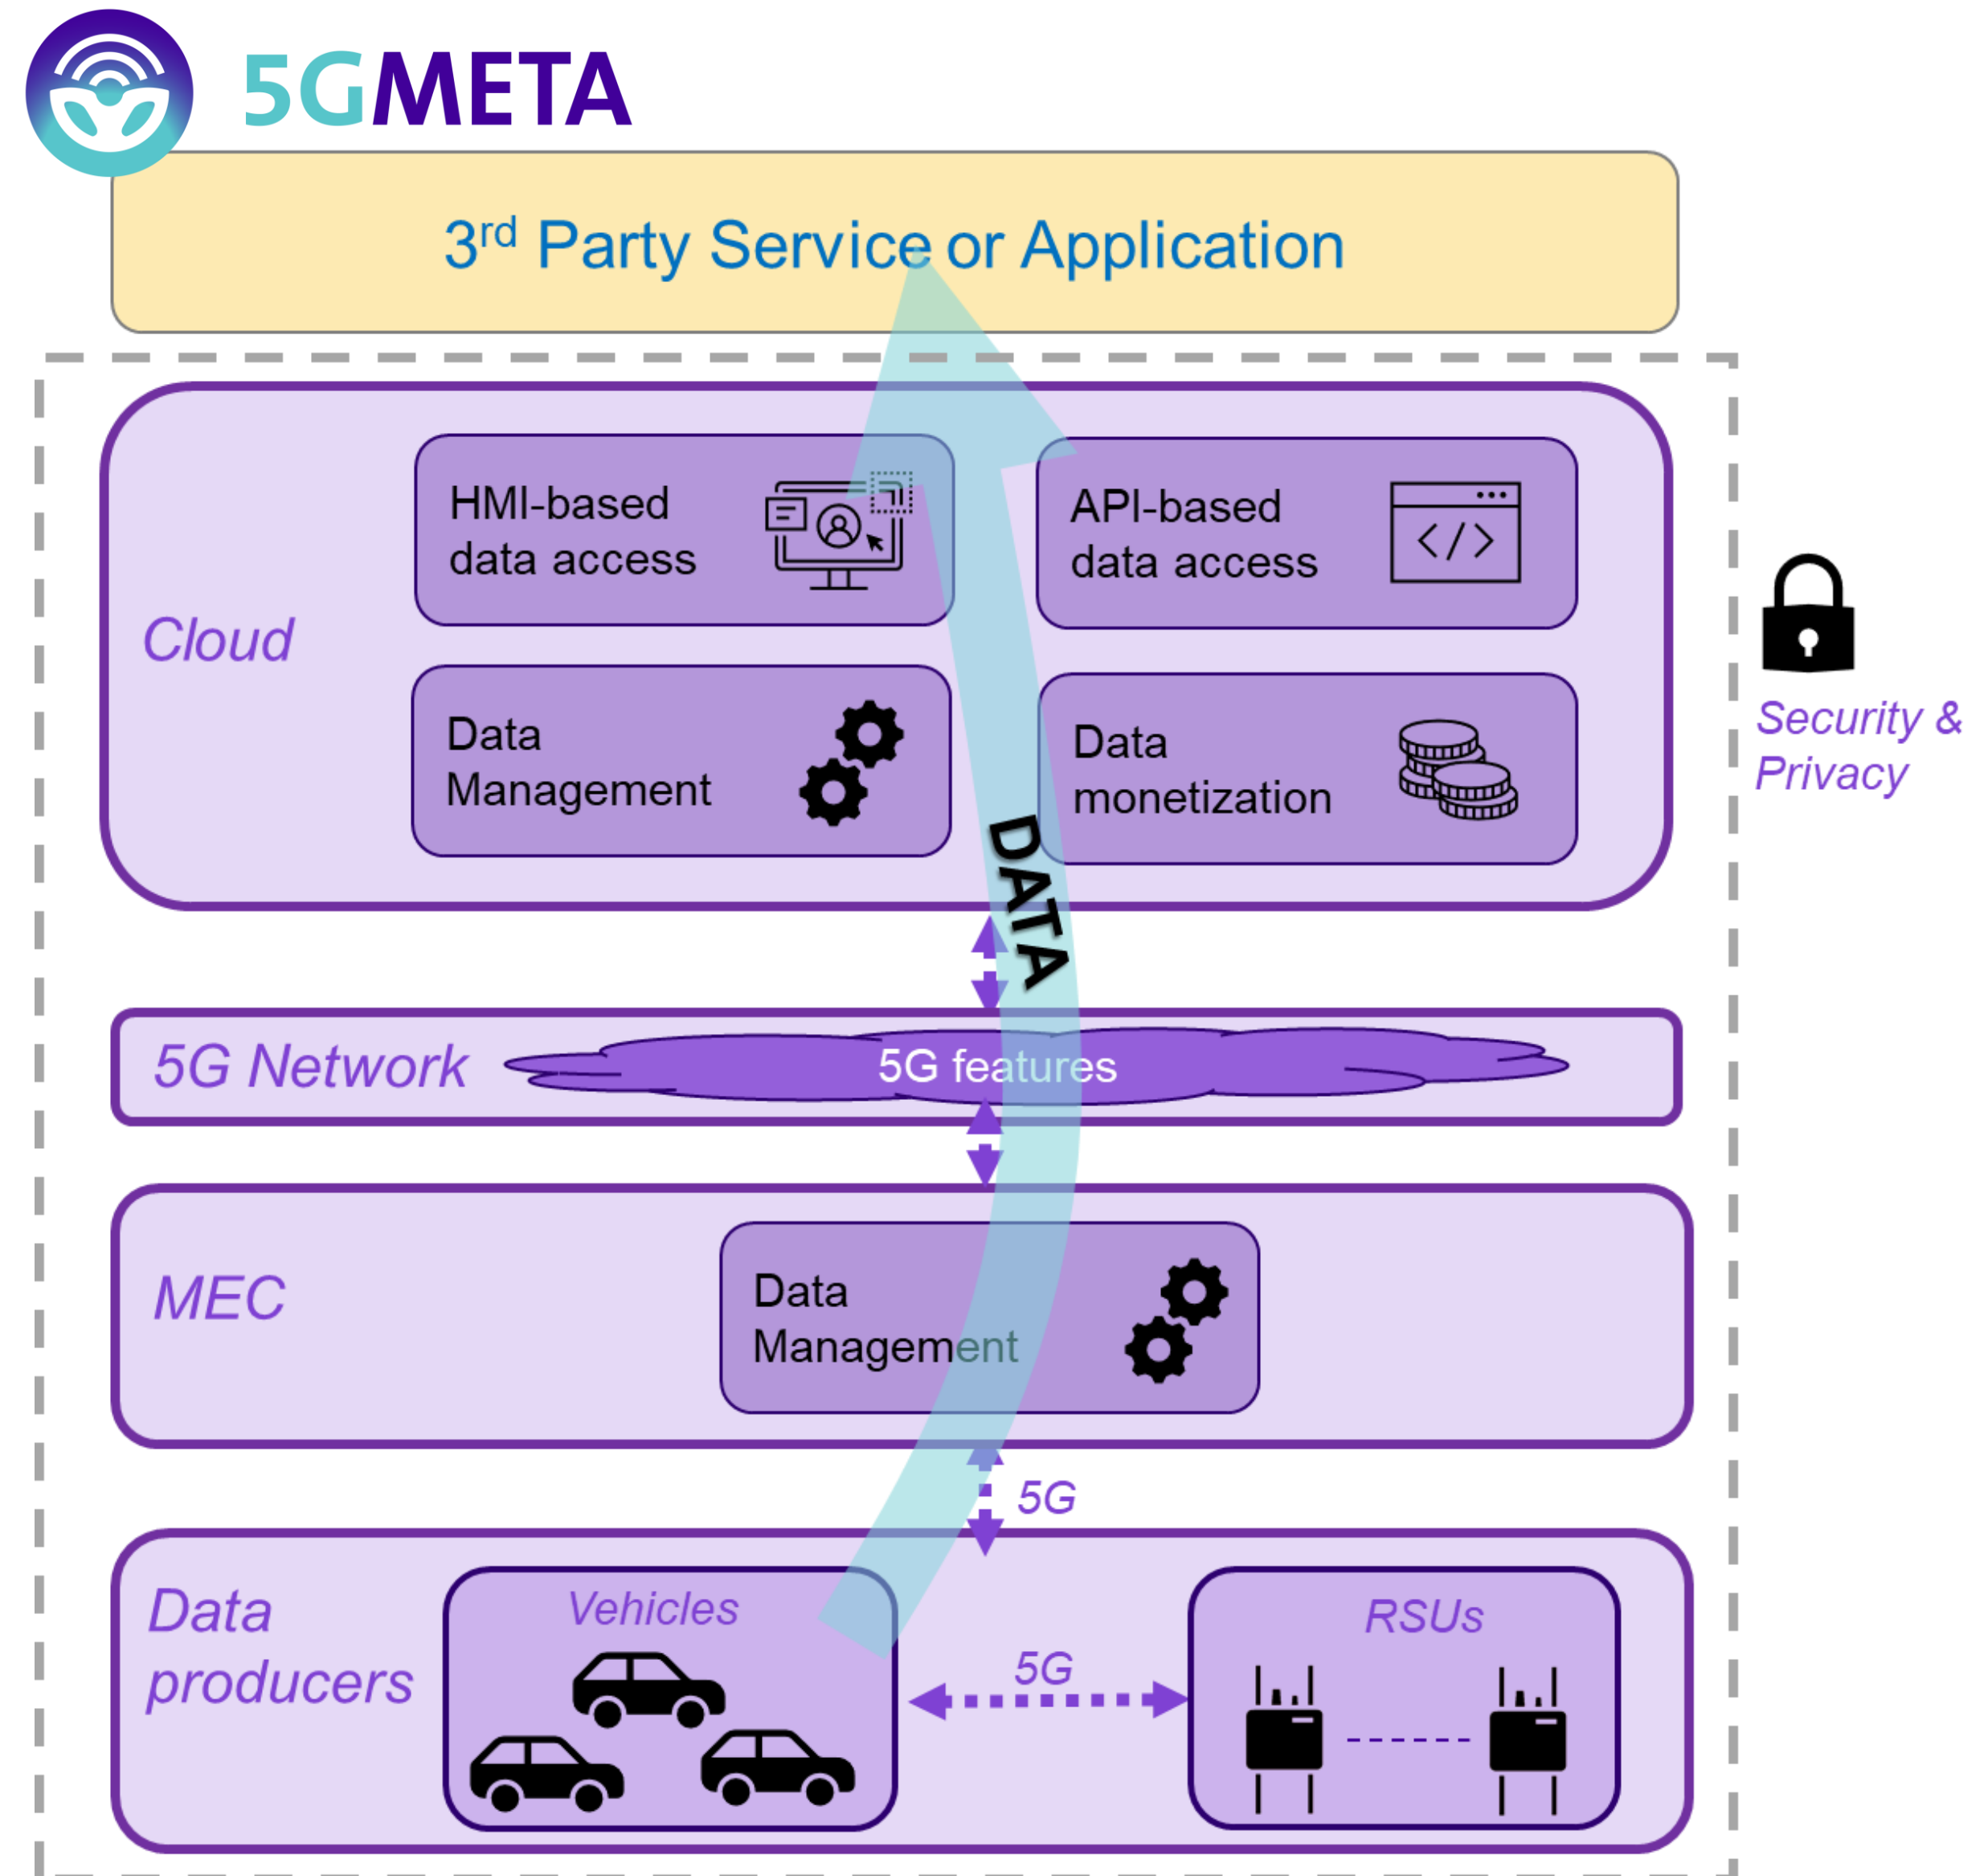 5GMETA
3rd Party Service or Application
HMI-based
data access
API-based
data access
Cloud
Data
Management
Data
monetization
Security &
Privacy
DATA
5G Network
5G features
MEC
Data
Management
5G
Data
producers
Vehicles
RSUs
5G